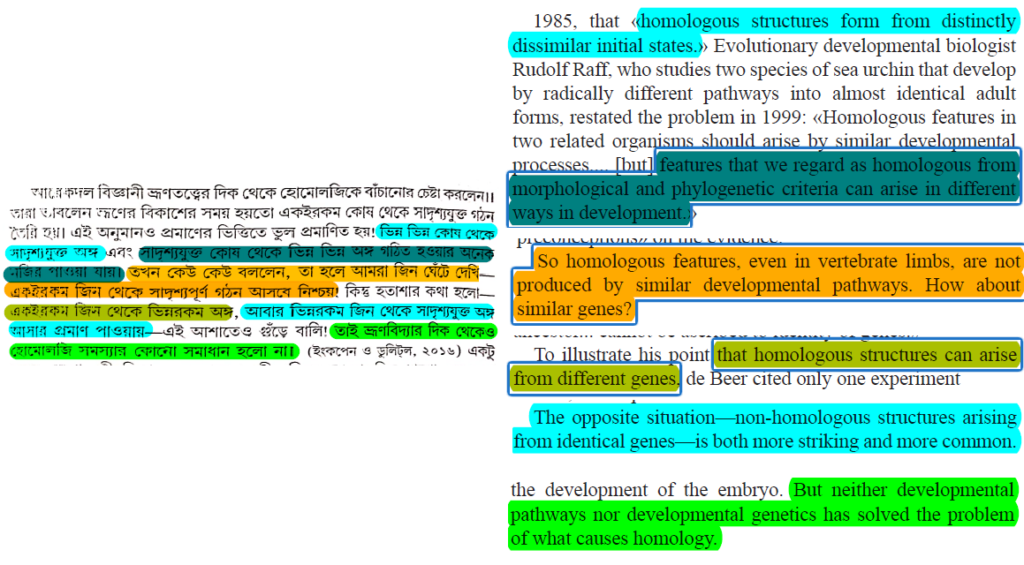 আরেকদল বিজ্ঞানী ভ্রূণতত্ত্বের দিক থেকে হোমোলজিকে বাঁচানোর চেষ্টা করলেন।
তারা ভাবলেন ভ্রূণের বিকাশের সময় হয়তো একইরকম কোষ থেকে সাদৃশ্যযুক্ত গঠন
তৈরি হয়। এই অনুমানও প্রমাণের ভিত্তিতে ভুল প্রমাণিত হয়! ভিন্ন ভিন্ন কোষ থেকে
সাদৃশ্যযুক্ত অঙ্গ এবং সাদৃশ্যযুক্ত কোষ থেকে ভিন্ন ভিন্ন অঙ্গ গঠিত হওয়ার অনেক
নজির পাওয়া যায়। তখন কেউ কেউ বললেন, তা হলে আমরা জিন ঘেঁটে দেখি—
একইরকম জিন থেকে সাদৃশ্যপূর্ণ গঠন আসবে নিশ্চয়! কিন্তু হতাশার কথা হলো—
একইরকম জিন থেকে ভিন্নরকম অঙ্গ, আবার ভিন্নরকম জিন থেকে সাদৃশ্যযুক্ত অঙ্গ
আসার প্রমাণ পাওয়ায়—এই আশাতেও গুঁড়ে বালি! তাই ভ্রূণবিদ্যার দিক থেকেও
হোমোলজি সমস্যার কোনো সমাধান হলো না। (ইংকপেন ও ডুলিট্‌ল, ২০১৬) একটু
1985, that «homologous structures form from distinctly
dissimilar initial states.» Evolutionary developmental biologist
Rudolf Raff, who studies two species of sea urchin that develop
by radically different pathways into almost identical adult
forms, restated the problem in 1999: «Homologous features in
two related organisms should arise by similar developmental
processes.... [but] features that we regard as homologous from
morphological and phylogenetic criteria can arise in different
ways in development.»
preconceptions» on the evidence.
So homologous features, even in vertebrate limbs, are not
produced by similar developmental pathways. How about
similar genes?
To illustrate his point that homologous structures can arise
from different genes, de Beer cited only one experiment
The opposite situation—non-homologous structures arising
from identical genes—is both more striking and more common.
the development of the embryo. But neither developmental
pathways nor developmental genetics has solved the problem
of what causes homology.